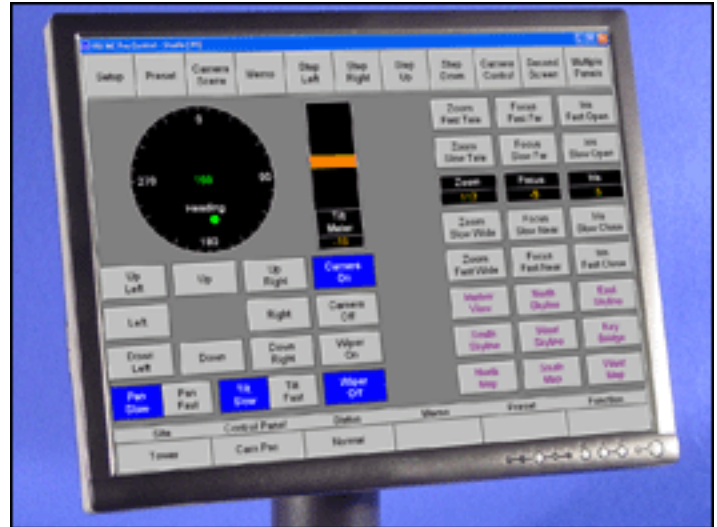 Setup Preset Camera Scene Memo Step Left Step Right Step Up Step Down Camera Control Second Screen Multiple Panels
0
270 90
Heading
180
Tilt Meter
Zoom Fast Tele Focus Fast Far Iris Fast Open
Zoom Slow Tele Focus Slow Far Iris Slow Open
Zoom Focus Iris
Zoom Slow Wide Focus Slow Near Iris Slow Close
Zoom Fast Wide Focus Fast Near Iris Fast Close
Up Left Up Up Right Camera On
Left Right Camera Off
Down Left Down Down Right Wiper On
Pan Slow Pan Fast Tilt Slow Tilt Fast Wiper Off
North Skyline East Skyline
South Skyline West Skyline Key Bridge
North Map South Map West Map
Site Control Panel Status Memo Preset Function
Tower Cam Pan Normal